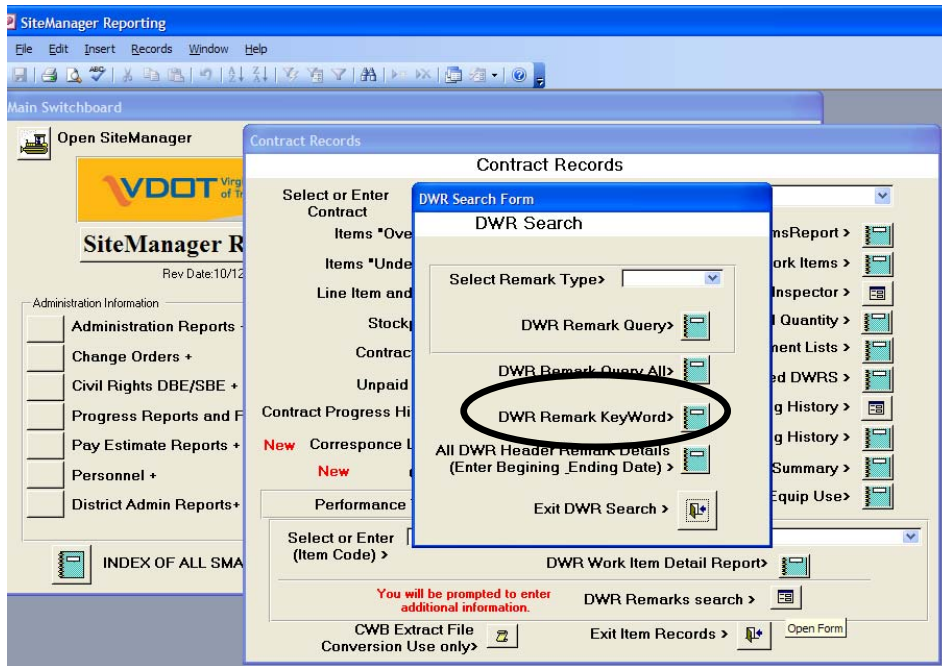 SiteManager Reporting
File Edit Insert Records Window Help
Main Switchboard
Open SiteManager
VDOT Virg
of Tr
SiteManager R
Rev Date:10/12
Administration Information
Administration Reports
Change Orders +
Civil Rights DBE/SBE +
Progress Reports and F
Pay Estimate Reports +
Personnel +
District Admin Reports+
INDEX OF ALL SMA
Contract Records
Contract Records
Select or Enter
Contract
Items "Ove
Items "Unde
Line Item and
Stockp
Contrac
Unpaid
Contract Progress Hi
New Corresponce L
New
Performance
Select or Enter
(Item Code) >
DWR Search Form
DWR Search
Select Remark Type>
DWR Remark Query>
DWR Remark Query All>
DWR Remark KeyWord>
All DWR Header Remark Details
(Enter Begining _Ending Date) >
Exit DWR Search >
nsReport >
ork Items >
Inspector >
l Quantity >
nent Lists >
ed DWRS >
g History >
g History >
Summary >
Equip Use>
DWR Work Item Detail Report>
You will be prompted to enter
additional information.
DWR Remarks search >
CWB Extract File
Conversion Use only>
Exit Item Records >
Open Form